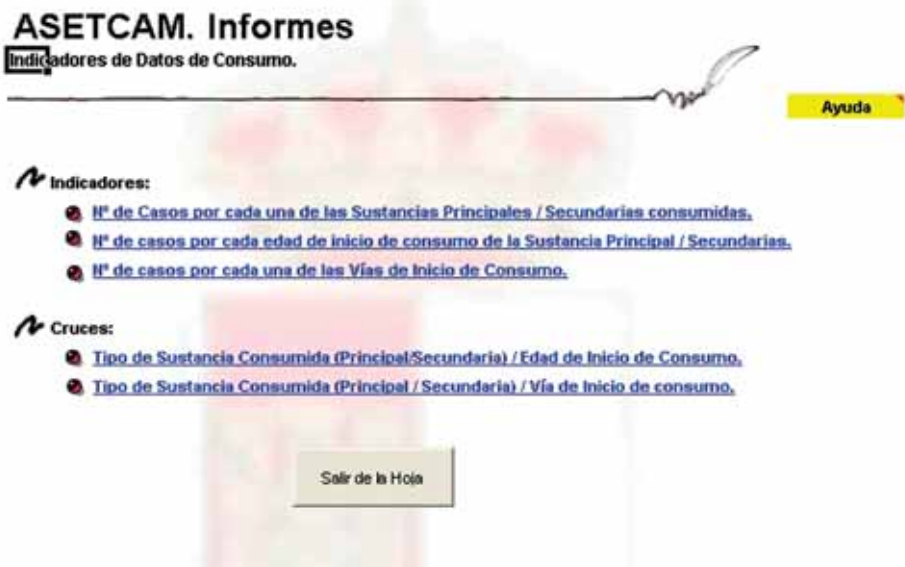 ASETCAM. Informes
Indicadores de Datos de Consumo.
Ayuda
Indicadores:
Nº de Casos por cada una de las Sustancias Principales / Secundarias consumidas.
Nº de casos por cada edad de inicio de consumo de la Sustancia Principal / Secundarias.
Nº de casos por cada una de las Vías de Inicio de Consumo.
Cruces:
Tipo de Sustancia Consumida (Principal/Secundaria) / Edad de Inicio de Consumo.
Tipo de Sustancia Consumida (Principal / Secundaria) / Vía de Inicio de consumo.
Salir de la Hoja